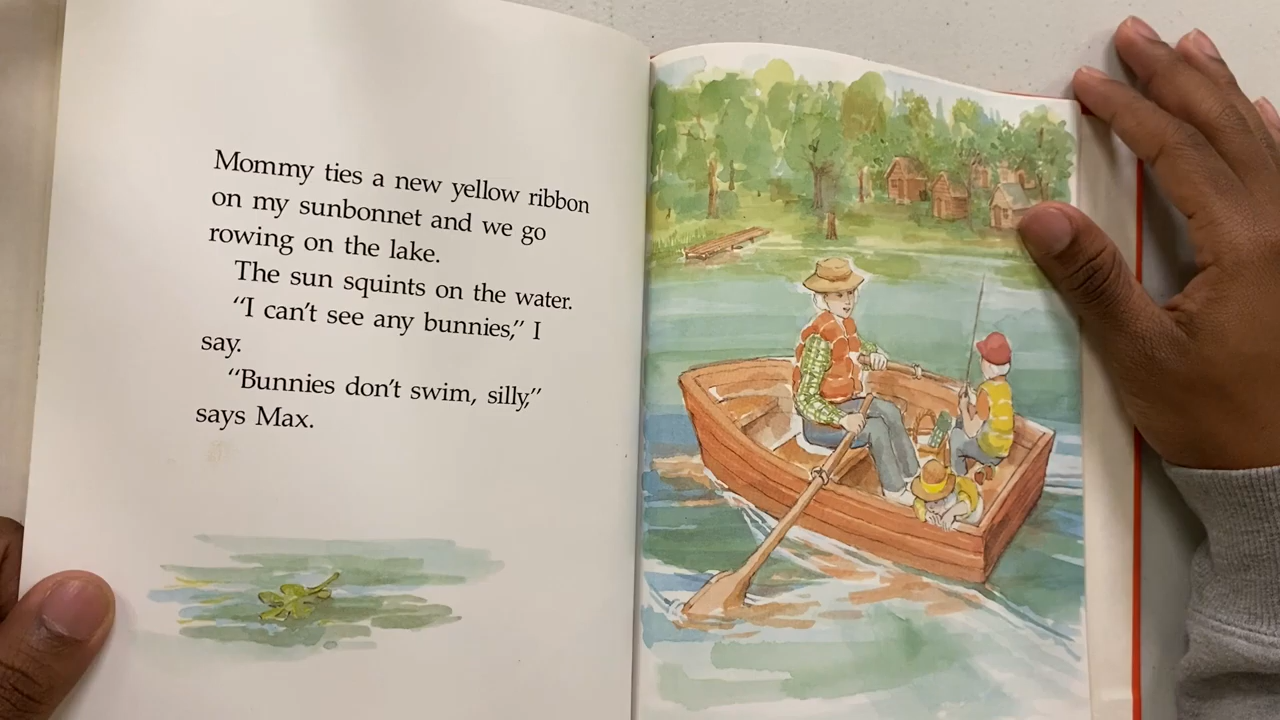 Mommy ties a new yellow ribbon
on my sunbonnet and we go
rowing on the lake.
The sun squints on the water.
“I can’t see any bunnies,” I
say.
“Bunnies don’t swim, silly,”
says Max.